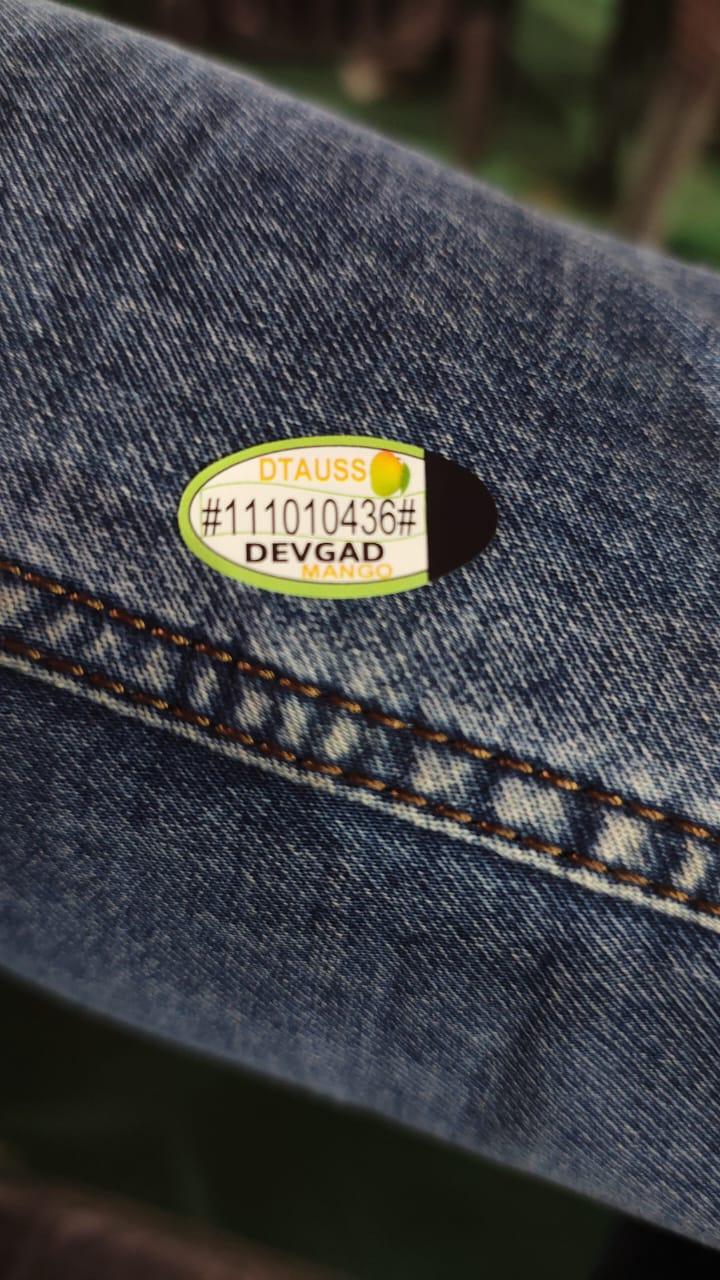 DTAUSS
#111010436#
DEVGAD
MANGO